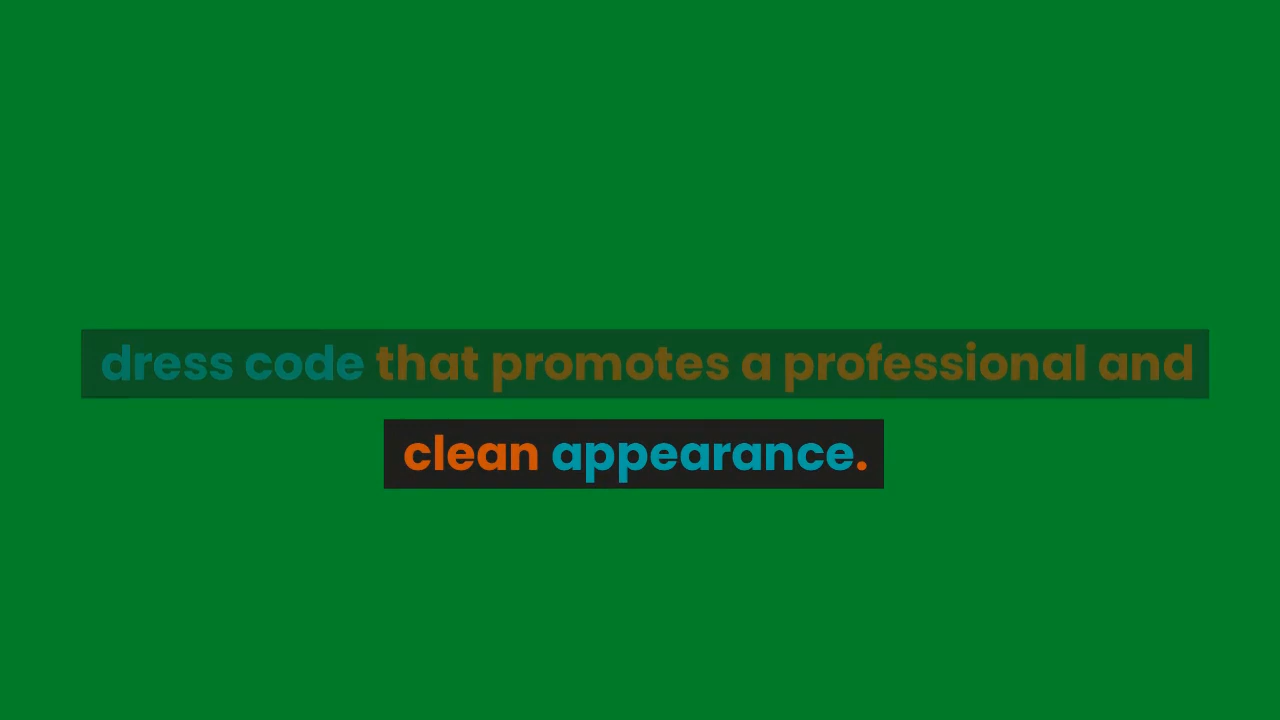 dress code that promotes a professional and
clean appearance.